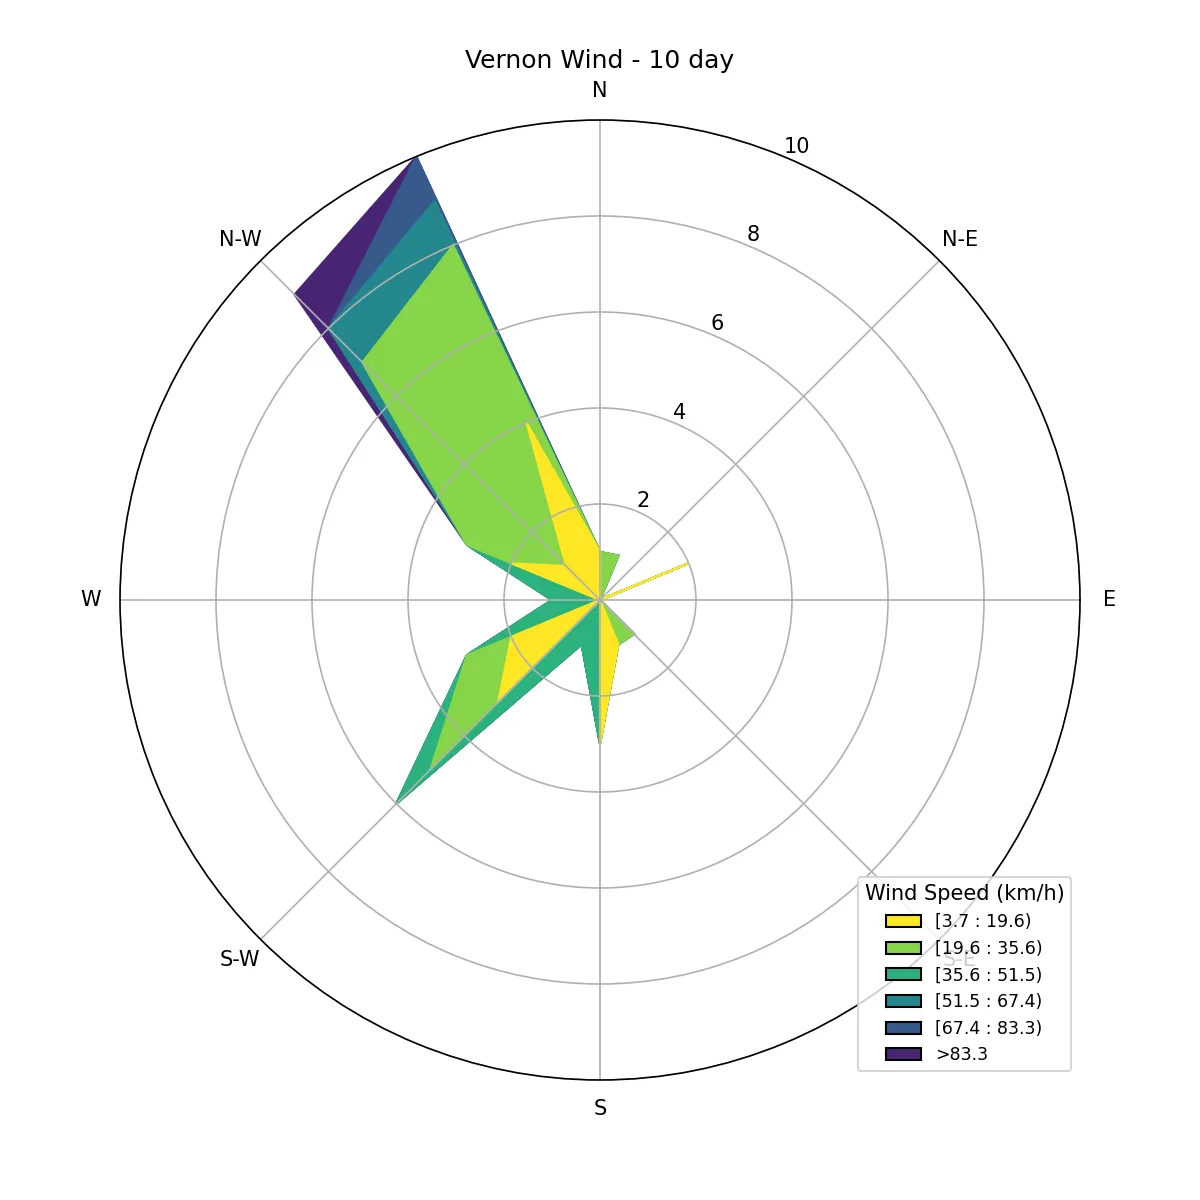 Vernon Wind - 10 day
N
10
N-W
8
N-E
6
4
2
W
E
S-W
S-E
Wind Speed (km/h)
[3.7 : 19.6)
[19.6 : 35.6)
[35.6 : 51.5)
[51.5 : 67.4)
[67.4 : 83.3)
>83.3
S